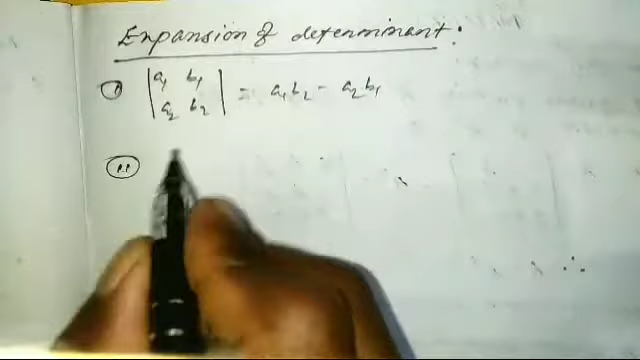 Expansion of determinant:
(i) | a₁ b₁ | = a₁b₂ - a₂b₁
| a₂ b₂ |
(ii)